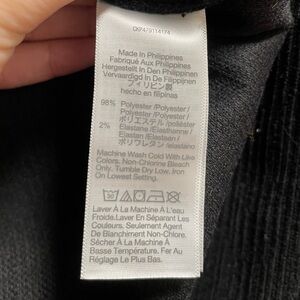 Made In Philippines
Fabriqué Aux Philippines
Hergestellt In Den Philippinen
Vervaardigd In De Filippijnen
フィリピン製
hecho en filipinas
98% Polyester/Polyester/
Polyester/Polyester/
ポリエステル /poliéster
2% Elastane/Elasthanne/
Elastan/Elastaan/
ポリウレタン /elastano
Machine Wash Cold With Like
Colors. Non-Chlorine Bleach
Only. Tumble Dry Low. Iron
On Lowest Setting.
Laver À La Machine À L'eau
Froide.Laver En Séparant Les
Couleurs. Seulement Agent
De Blanchiment Non-Chlore.
Sécher À La Machine À
Basse Température. Fer Au
Réglage Le Plus Bas.